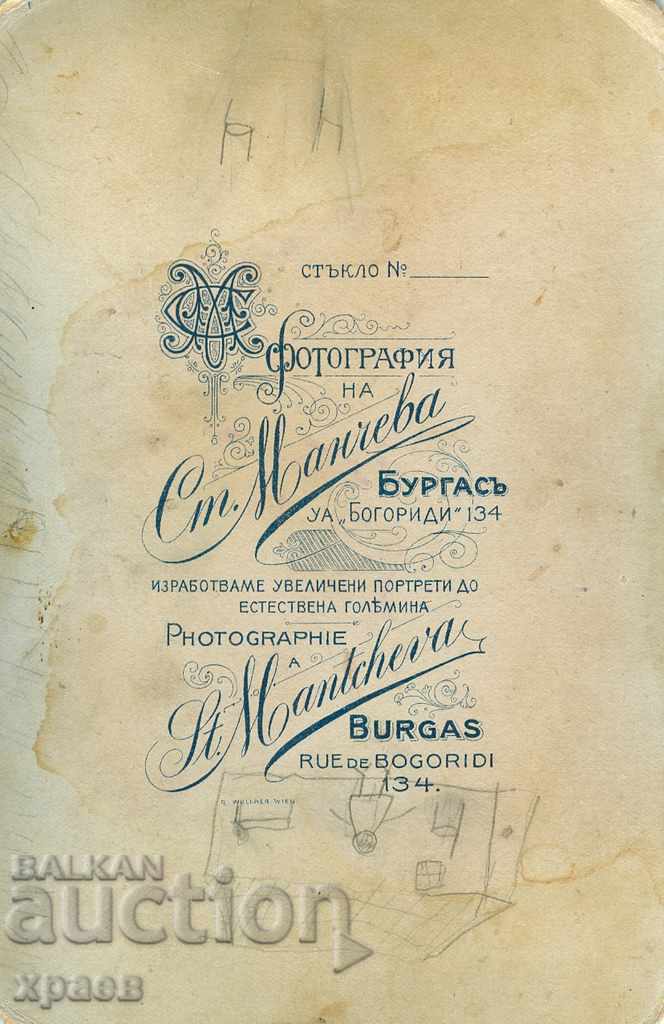 СТЪКЛО №
ФОТОГРАФИЯ
НА
Ст. Манчева
БУРГАСЪ
УЛ „БОГОРИДИ“ 134
ИЗРАБОТВАМЕ УВЕЛИЧЕНИ ПОРТРЕТИ ДО
ЕСТЕСТВЕНА ГОЛѢМИНА
PHOTOGRAPHIE
A
St. Mantcheva
BURGAS
RUE DE BOGORIDI
134.
WIEN
BALKAN
auction
храев